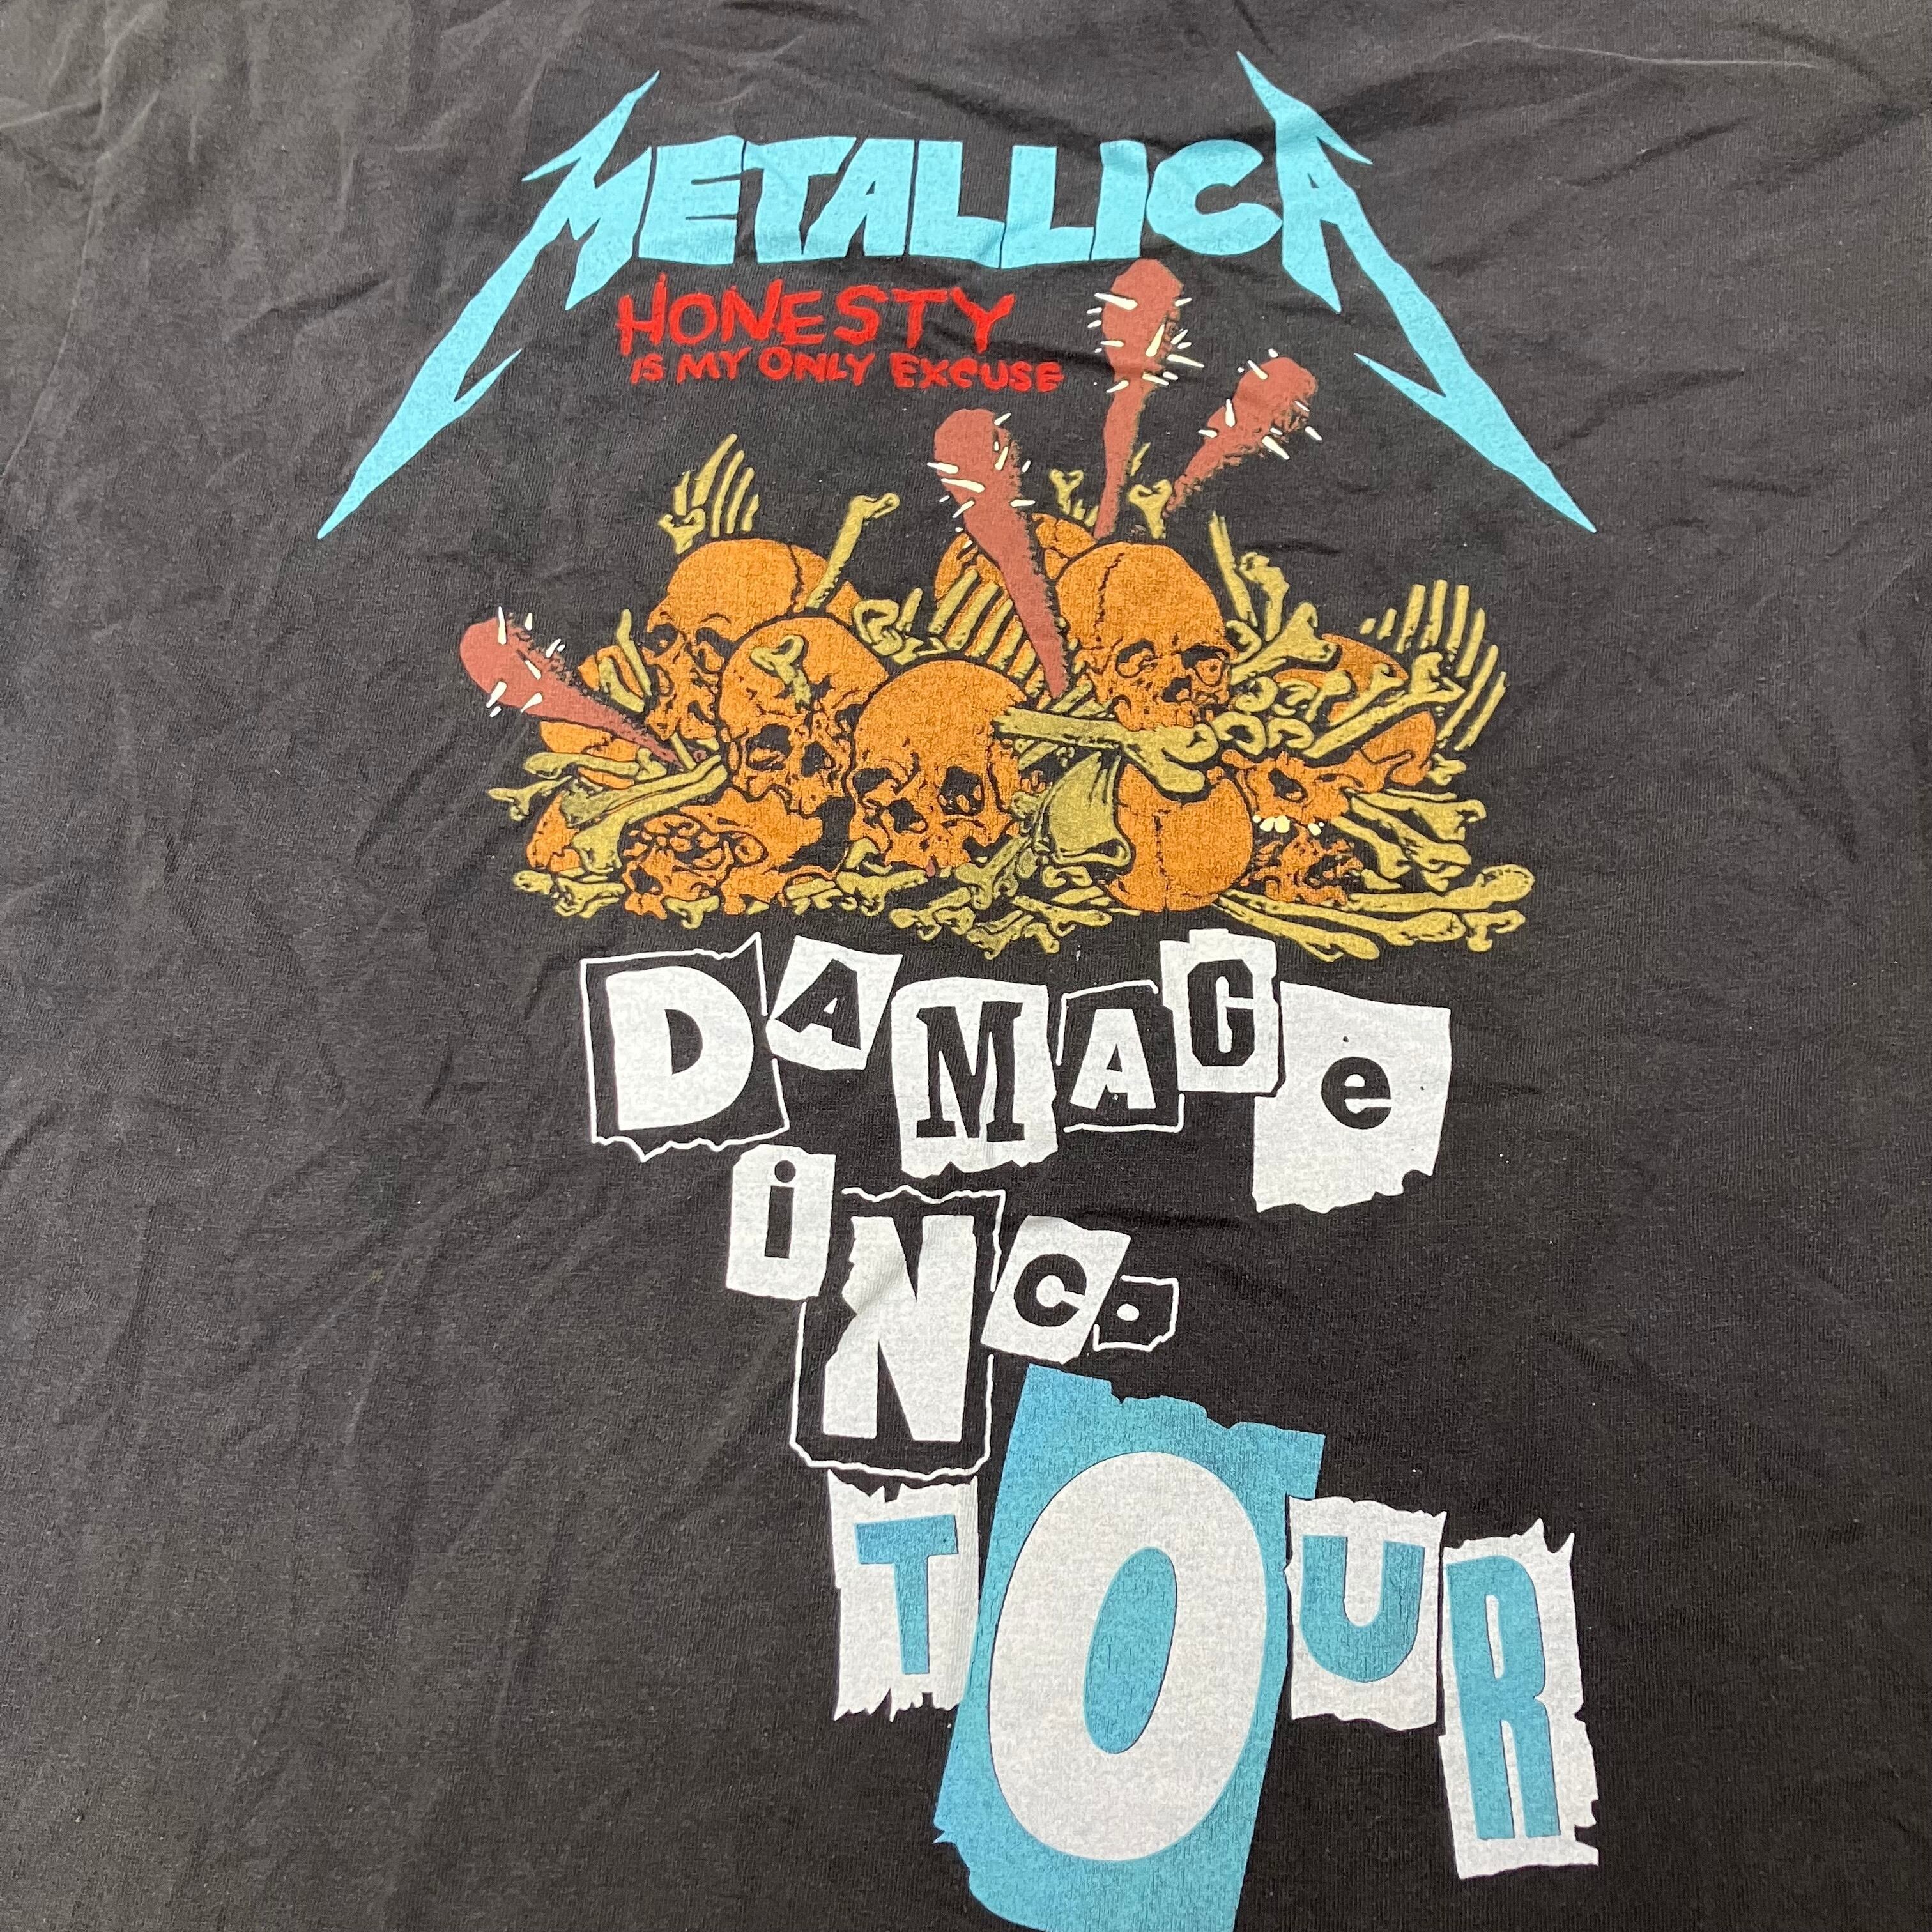 METALLICA
HONESTY
IS MY ONLY EXCUSE
DAMAGe
iNC.
TOUR